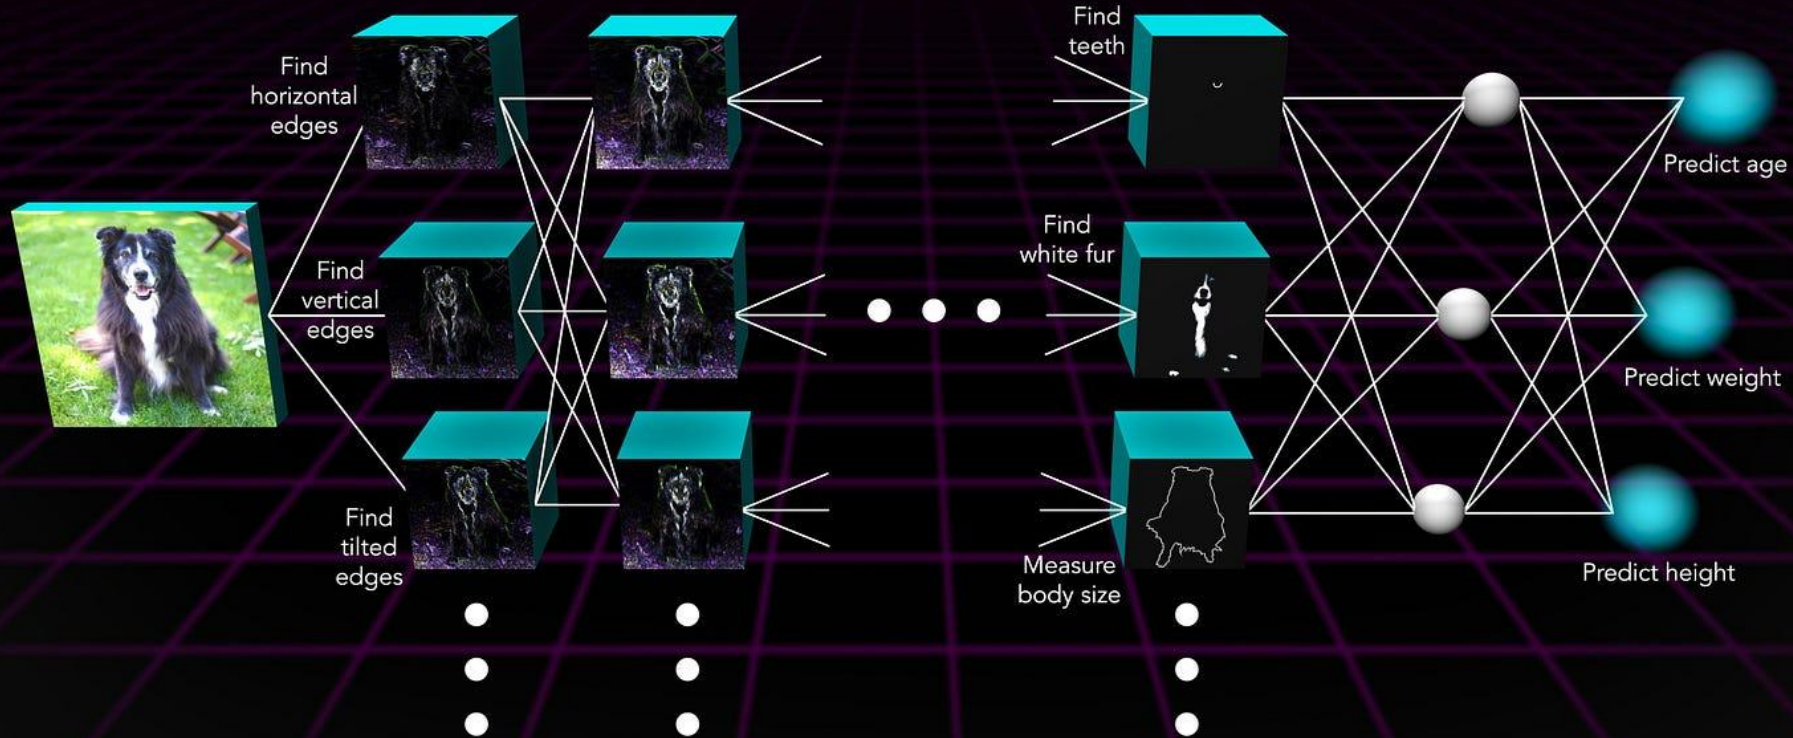 Find
horizontal
edges
Find
vertical
edges
Find
tilted
edges
Find
teeth
Find
white fur
Measure
body size
Predict age
Predict weight
Predict height